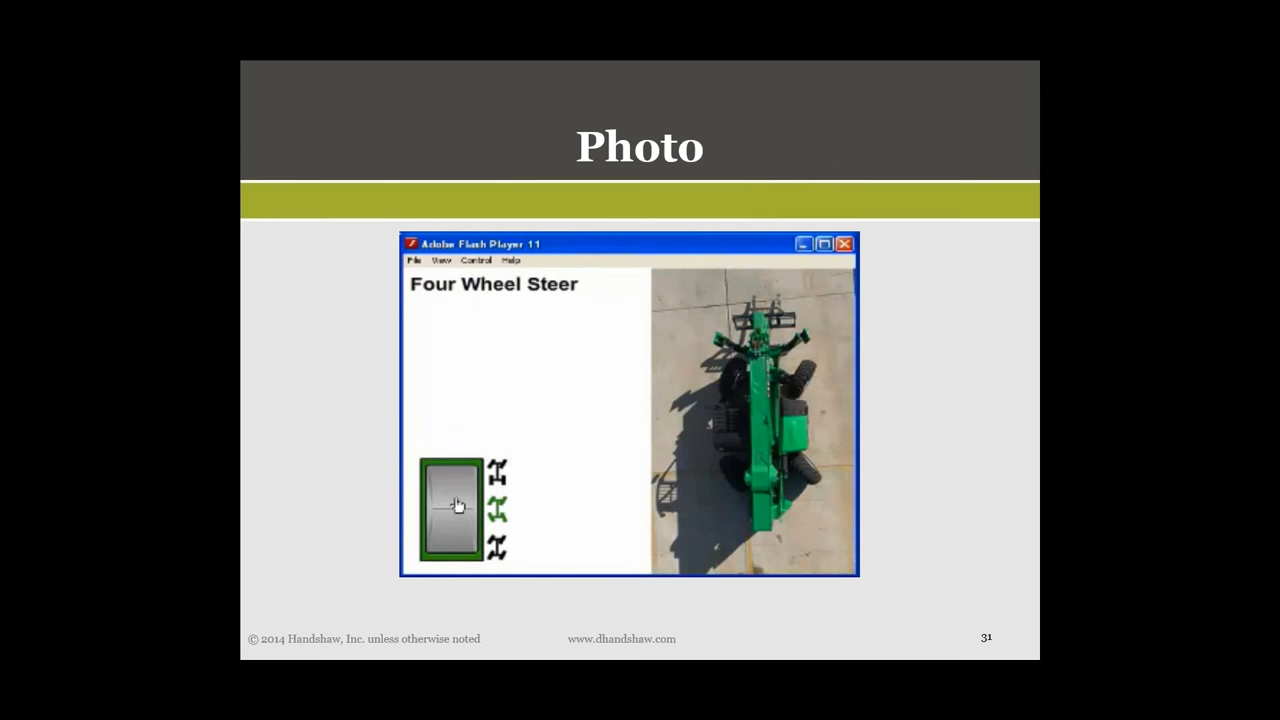 Photo
Adobe Flash Player 11
File View Control Help
Four Wheel Steer
© 2014 Handshaw, Inc. unless otherwise noted
www.dhandshaw.com
31